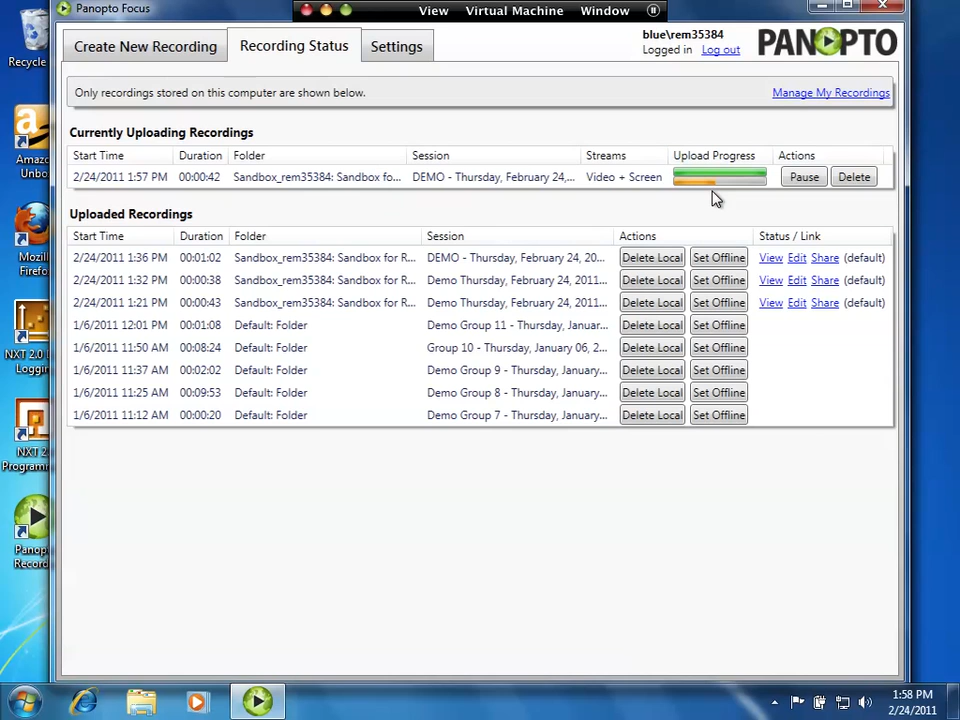 Panopto Focus
View Virtual Machine Window
Recycle
Create New Recording Recording Status Settings
blue\rem35384
Logged in Log out
PANOPTO
Only recordings stored on this computer are shown below. Manage My Recordings
Amaz
Unbo
Currently Uploading Recordings
Start Time Duration Folder Session Streams Upload Progress Actions
2/24/2011 1:57 PM 00:00:42 Sandbox_rem35384: Sandbox fo... DEMO - Thursday, February 24,... Video + Screen Pause Delete
Uploaded Recordings
Start Time Duration Folder Session Actions Status / Link
2/24/2011 1:36 PM 00:01:02 Sandbox_rem35384: Sandbox for R... DEMO - Thursday, February 24, 20... Delete Local Set Offline View Edit Share (default)
Mozil
Firefo
2/24/2011 1:32 PM 00:00:38 Sandbox_rem35384: Sandbox for R... Demo Thursday, February 24, 2011... Delete Local Set Offline View Edit Share (default)
2/24/2011 1:21 PM 00:00:43 Sandbox_rem35384: Sandbox for R... Demo Thursday, February 24, 2011... Delete Local Set Offline View Edit Share (default)
1/6/2011 12:01 PM 00:01:08 Default: Folder Demo Group 11 - Thursday, Januar... Delete Local Set Offline
1/6/2011 11:50 AM 00:08:24 Default: Folder Group 10 - Thursday, January 06, 2... Delete Local Set Offline
NXT 2.0
Loggin
1/6/2011 11:37 AM 00:02:02 Default: Folder Demo Group 9 - Thursday, January... Delete Local Set Offline
1/6/2011 11:25 AM 00:09:53 Default: Folder Demo Group 8 - Thursday, January... Delete Local Set Offline
1/6/2011 11:12 AM 00:00:20 Default: Folder Demo Group 7 - Thursday, January... Delete Local Set Offline
NXT 2.0
Program
Panop
Record
1:58 PM
2/24/2011